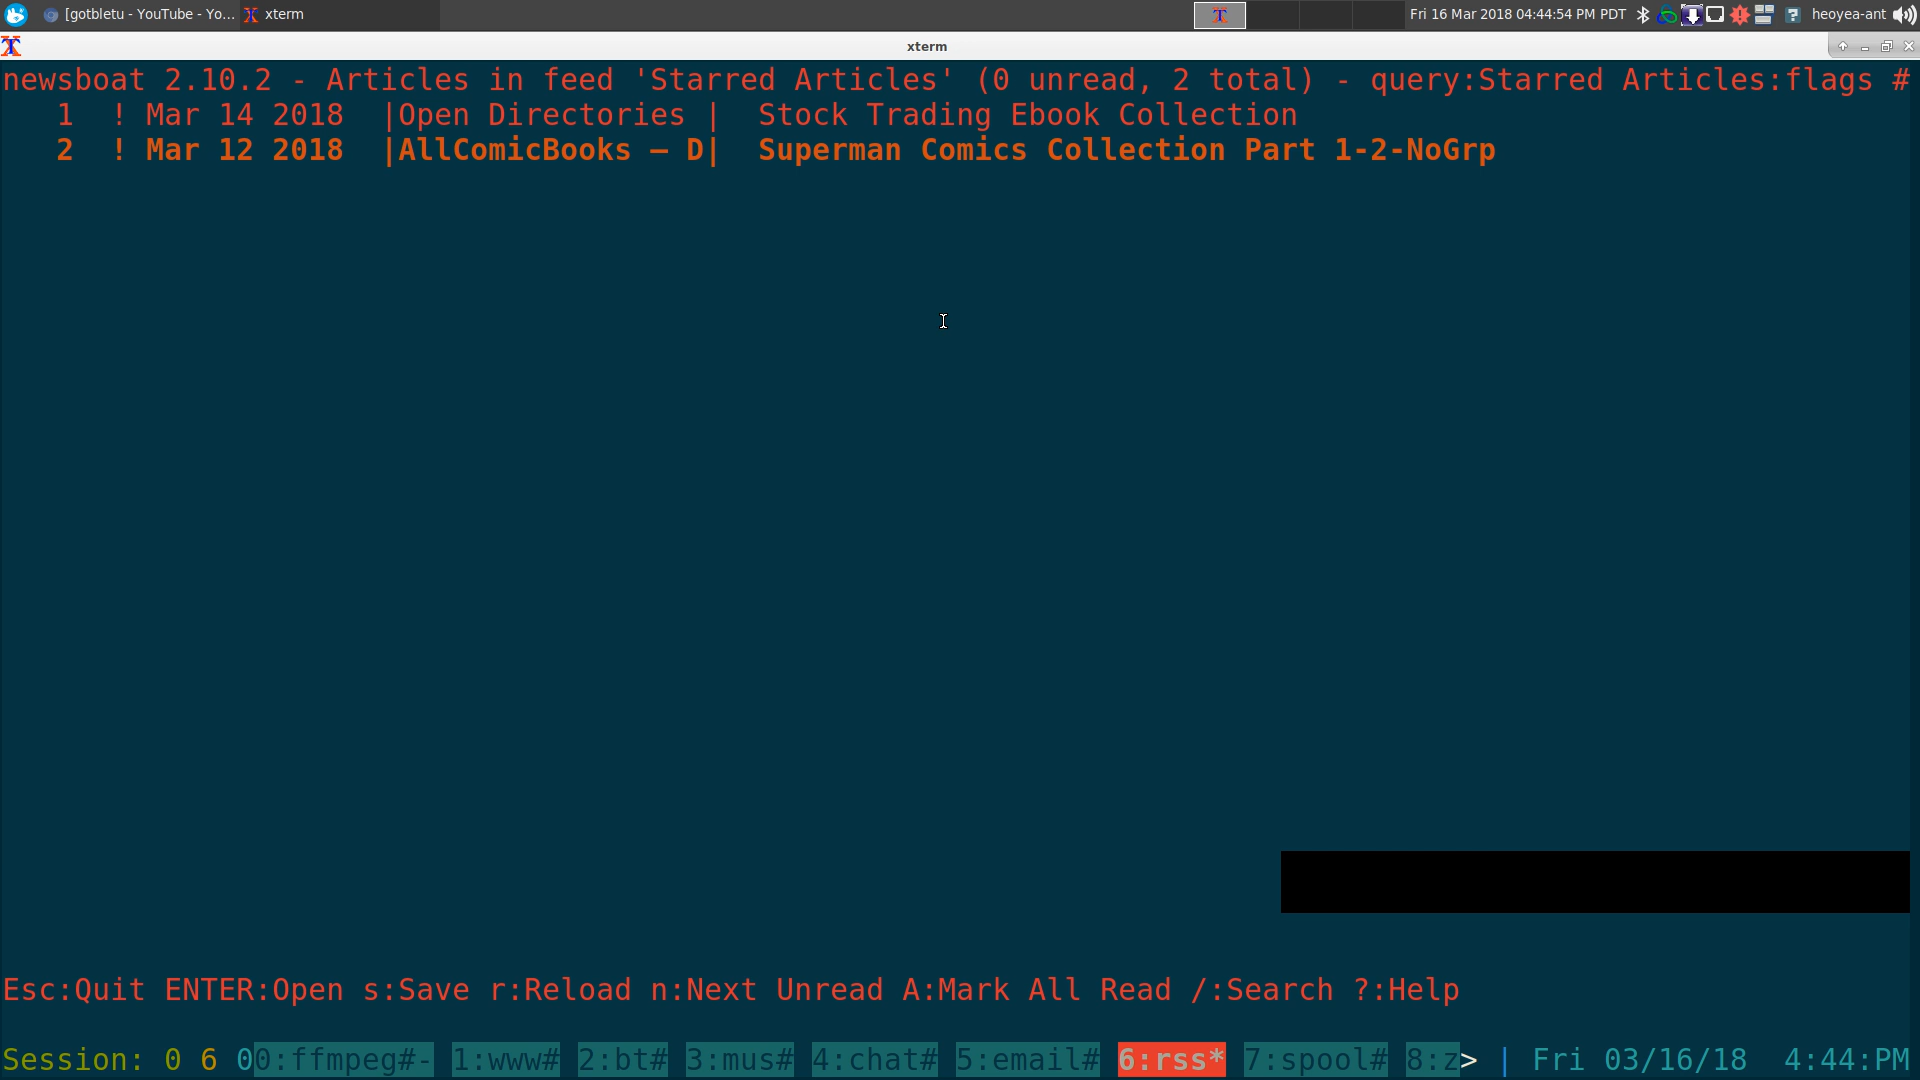 [gotbletu - YouTube - Yo... xterm Fri 16 Mar 2018 04:44:54 PM PDT heoyea-ant
xterm
newsboat 2.10.2 - Articles in feed 'Starred Articles' (0 unread, 2 total) - query:Starred Articles:flags #
1 ! Mar 14 2018 |Open Directories | Stock Trading Ebook Collection
2 ! Mar 12 2018 |AllComicBooks – D| Superman Comics Collection Part 1-2-NoGrp
Esc:Quit ENTER:Open s:Save r:Reload n:Next Unread A:Mark All Read /:Search ?:Help
Session: 0 6 00:ffmpeg#- 1:www# 2:bt# 3:mus# 4:chat# 5:email# 6:rss* 7:spool# 8:z> | Fri 03/16/18 4:44:PM